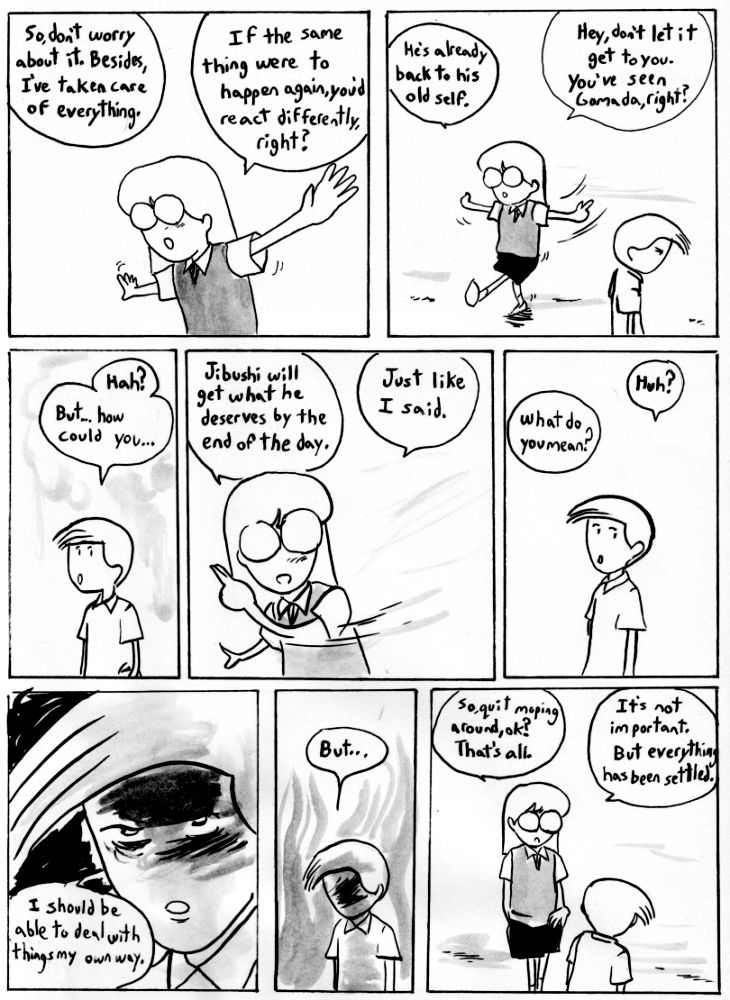 Hey, don't let it
get to you.
You've seen
Gamada, right?
He's already
back to his
old self.
If the same
thing were to
happen again, you'd
react differently,
right?
So, don't worry
about it. Besides,
I've taken care
of everything.
Huh?
What do
you mean?
Just like
I said.
Jibushi will
get what he
deserves by the
end of the day.
Hah?
But... how
could you...
It's not
important.
But everything
has been settled.
So, quit moping
around, ok?
That's all.
But...
I should be
able to deal with
things my own way.